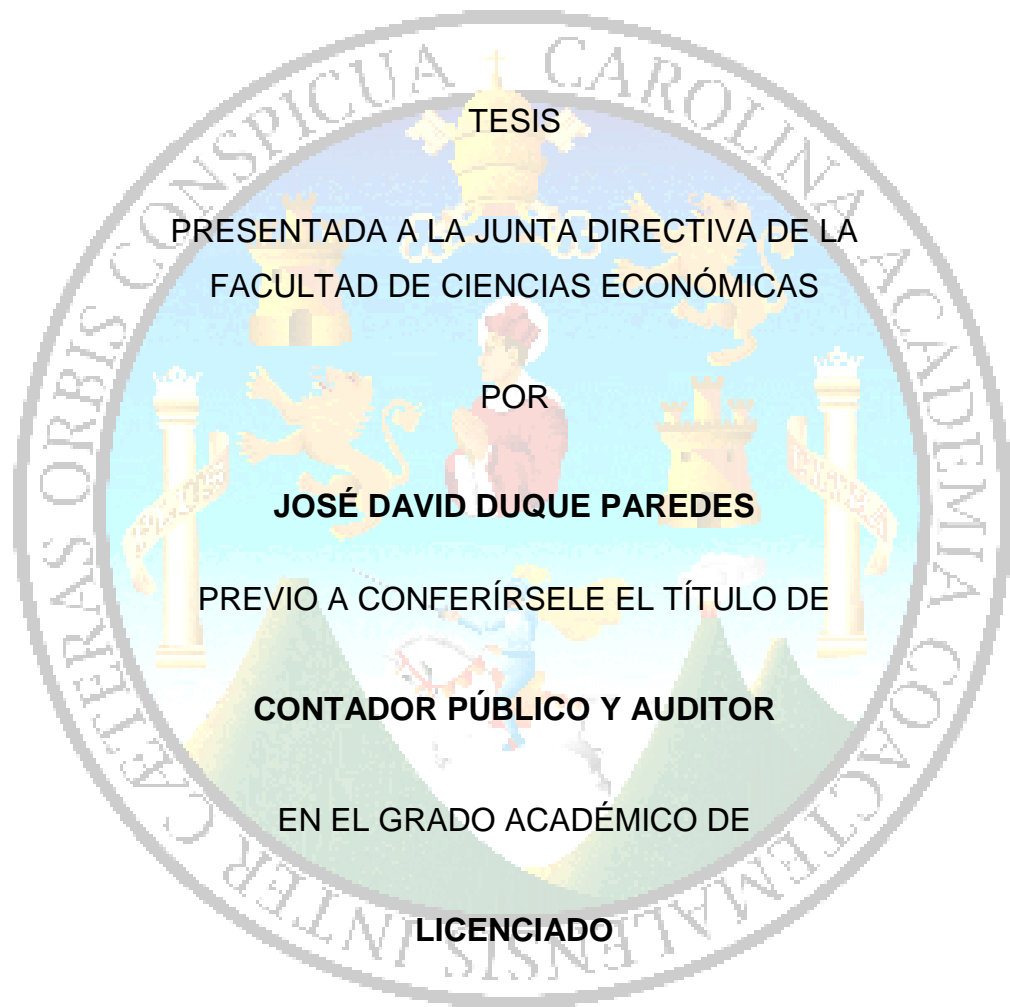 TESIS
PRESENTADA A LA JUNTA DIRECTIVA DE LA
FACULTAD DE CIENCIAS ECONÓMICAS
POR
JOSÉ DAVID DUQUE PAREDES
PREVIO A CONFERÍRSELE EL TÍTULO DE
CONTADOR PÚBLICO Y AUDITOR
EN EL GRADO ACADÉMICO DE
LICENCIADO
CAROLINA ACADEMIA COACTEMALENSIS INTER CÆTERAS ORBIS CONSPICUA